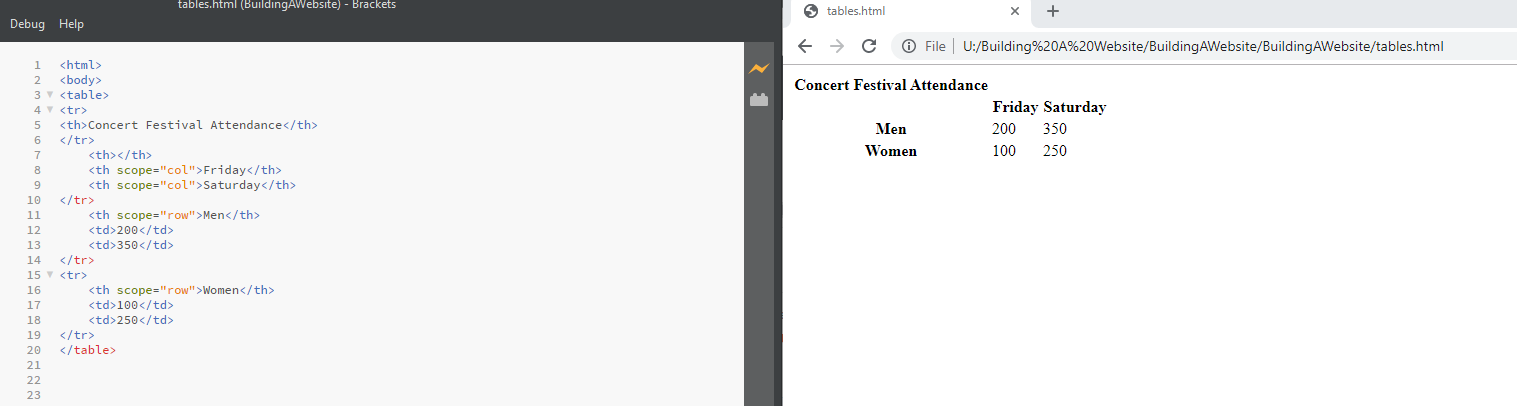 tables.html (BuildingAWebsite) - Brackets
Debug Help
1 <html>
2 <body>
3 <table>
4 <tr>
5 <th>Concert Festival Attendance</th>
6 </tr>
7 <th></th>
8 <th scope="col">Friday</th>
9 <th scope="col">Saturday</th>
10 </tr>
11 <th scope="row">Men</th>
12 <td>200</td>
13 <td>350</td>
14 </tr>
15 <tr>
16 <th scope="row">Women</th>
17 <td>100</td>
18 <td>250</td>
19 </tr>
20 </table>
21
22
23
tables.html
File U:/Building%20A%20Website/BuildingAWebsite/BuildingAWebsite/tables.html
Concert Festival Attendance
Friday Saturday
Men 200 350
Women 100 250